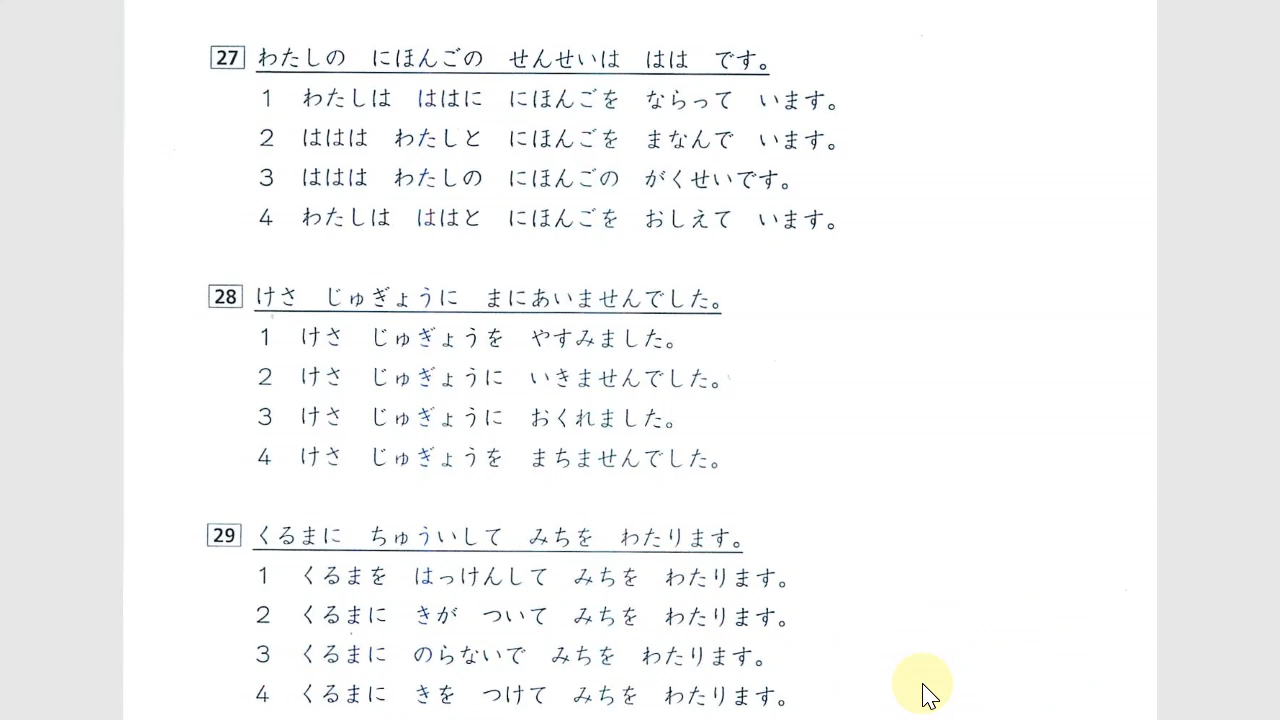 27 わたしの にほんごの せんせいは はは です。
1 わたしは ははに にほんごを ならって います。
2 ははは わたしと にほんごを まなんで います。
3 ははは わたしの にほんごの がくせいです。
4 わたしは ははと にほんごを おしえて います。
28 けさ じゅぎょうに まにあいませんでした。
1 けさ じゅぎょうを やすみました。
2 けさ じゅぎょうに いきませんでした。
3 けさ じゅぎょうに おくれました。
4 けさ じゅぎょうを まちませんでした。
29 くるまに ちゅういして みちを わたります。
1 くるまを はっけんして みちを わたります。
2 くるまに きが ついて みちを わたります。
3 くるまに のらないで みちを わたります。
4 くるまに きを つけて みちを わたります。